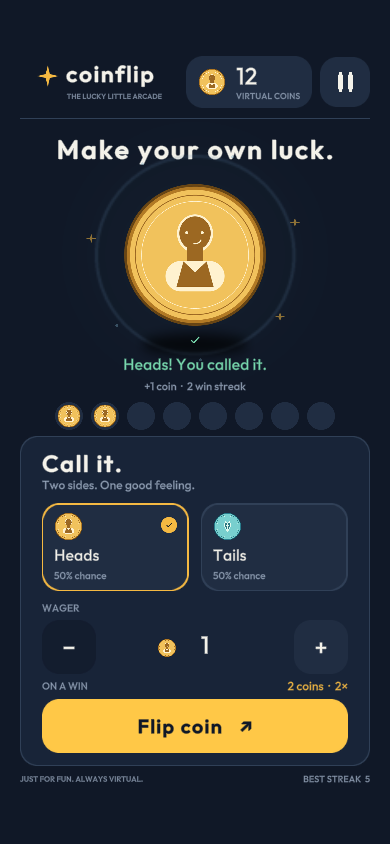 coinflip
THE LUCKY LITTLE ARCADE
12
VIRTUAL COINS
Make your own luck.
Heads! You called it.
+1 coin · 2 win streak
Call it.
Two sides. One good feeling.
Heads
50% chance
Tails
50% chance
WAGER
− 1 +
ON A WIN
2 coins · 2×
Flip coin ↗
JUST FOR FUN. ALWAYS VIRTUAL.
BEST STREAK 5